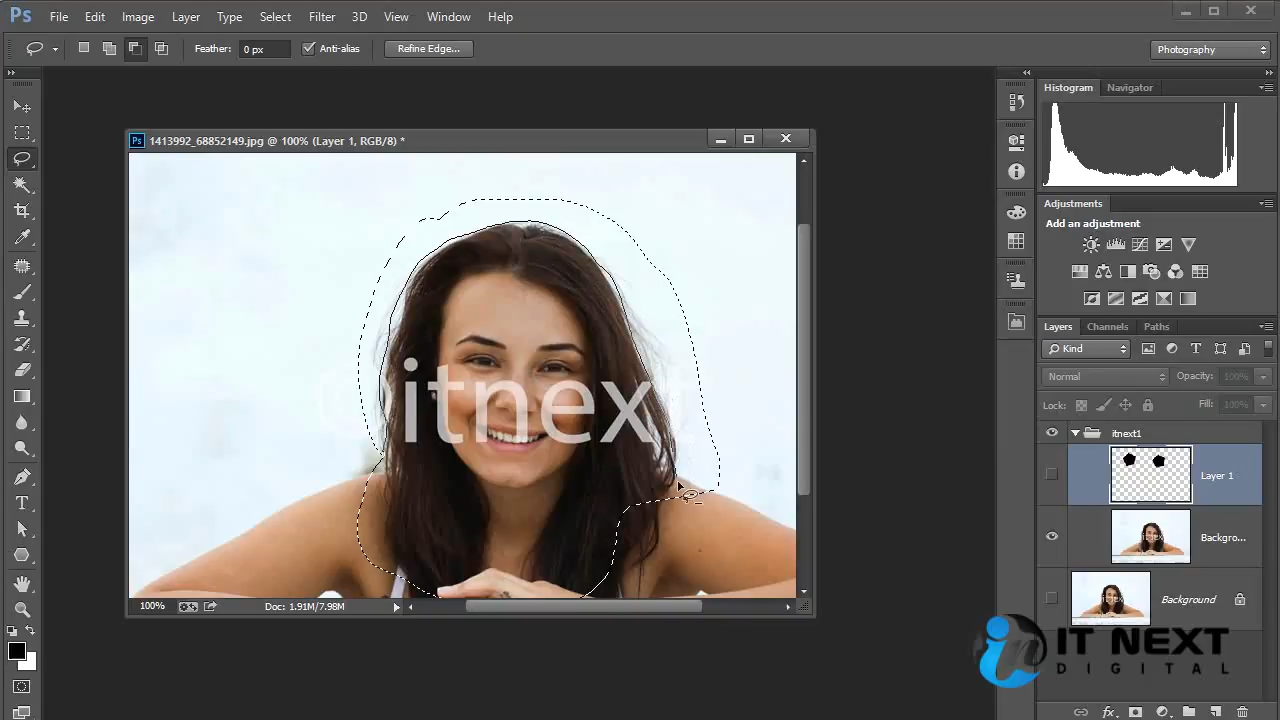 Ps File Edit Image Layer Type Select Filter 3D View Window Help
Feather: 0 px Anti-alias Refine Edge... Photography
Histogram Navigator
Ps 1413992_68852149.jpg @ 100% (Layer 1, RGB/8) *
Adjustments
Add an adjustment
Layers Channels Paths
Kind
Normal Opacity: 100%
©itnext
Lock: Fill: 100%
itnext1
Layer 1
Backgro...
Background
100% Doc: 1.91M/7.98M
IT NEXT
DIGITAL